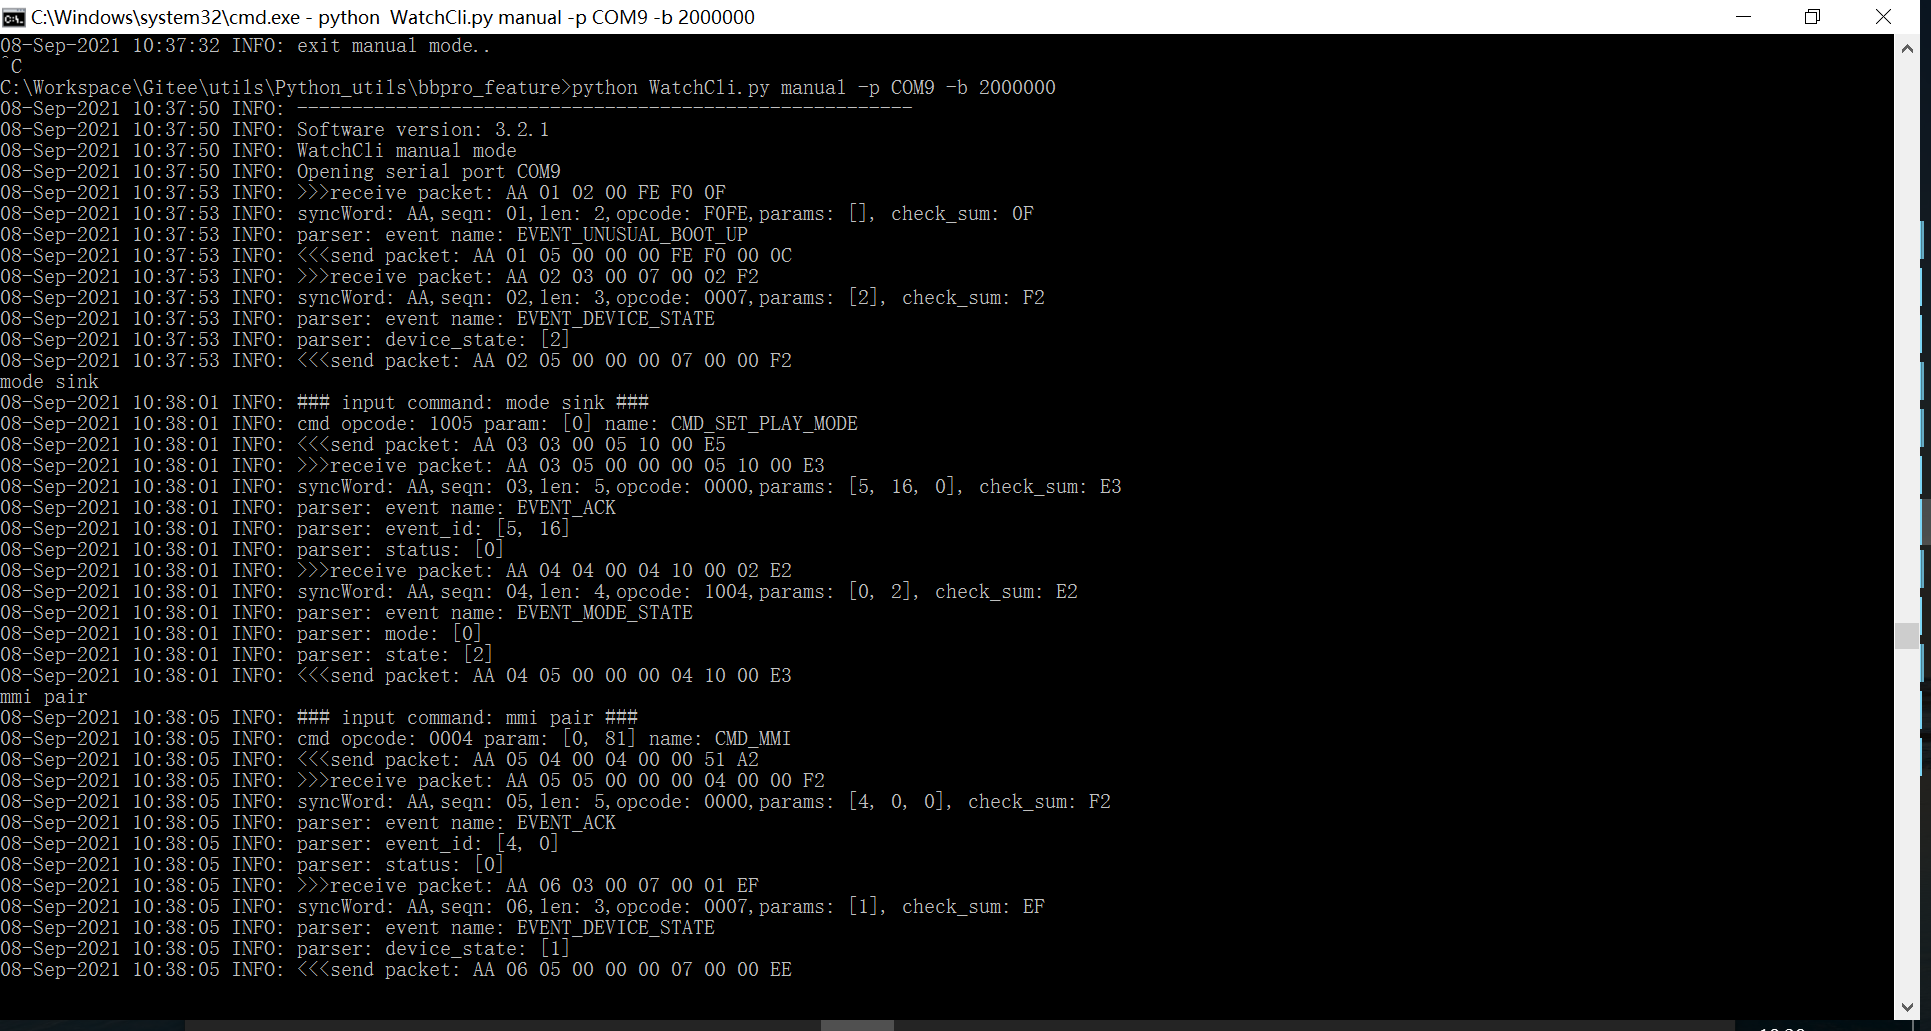 C:\Windows\system32\cmd.exe - python  WatchCli.py manual -p COM9 -b 2000000
08-Sep-2021 10:37:32 INFO: exit manual mode..
^C
C:\Workspace\Gitee\utils\Python_utils\bbpro_feature>python WatchCli.py manual -p COM9 -b 2000000
08-Sep-2021 10:37:50 INFO: --------------------------------------------------------
08-Sep-2021 10:37:50 INFO: Software version: 3.2.1
08-Sep-2021 10:37:50 INFO: WatchCli manual mode
08-Sep-2021 10:37:50 INFO: Opening serial port COM9
08-Sep-2021 10:37:53 INFO: >>>receive packet: AA 01 02 00 FE F0 0F
08-Sep-2021 10:37:53 INFO: syncWord: AA,seqn: 01,len: 2,opcode: F0FE,params: [], check_sum: 0F
08-Sep-2021 10:37:53 INFO: parser: event name: EVENT_UNUSUAL_BOOT_UP
08-Sep-2021 10:37:53 INFO: <<<send packet: AA 01 05 00 00 00 FE F0 00 0C
08-Sep-2021 10:37:53 INFO: >>>receive packet: AA 02 03 00 07 00 02 F2
08-Sep-2021 10:37:53 INFO: syncWord: AA,seqn: 02,len: 3,opcode: 0007,params: [2], check_sum: F2
08-Sep-2021 10:37:53 INFO: parser: event name: EVENT_DEVICE_STATE
08-Sep-2021 10:37:53 INFO: parser: device_state: [2]
08-Sep-2021 10:37:53 INFO: <<<send packet: AA 02 05 00 00 00 07 00 00 F2
mode sink
08-Sep-2021 10:38:01 INFO: ### input command: mode sink ###
08-Sep-2021 10:38:01 INFO: cmd opcode: 1005 param: [0] name: CMD_SET_PLAY_MODE
08-Sep-2021 10:38:01 INFO: <<<send packet: AA 03 03 00 05 10 00 E5
08-Sep-2021 10:38:01 INFO: >>>receive packet: AA 03 05 00 00 00 05 10 00 E3
08-Sep-2021 10:38:01 INFO: syncWord: AA,seqn: 03,len: 5,opcode: 0000,params: [5, 16, 0], check_sum: E3
08-Sep-2021 10:38:01 INFO: parser: event name: EVENT_ACK
08-Sep-2021 10:38:01 INFO: parser: event_id: [5, 16]
08-Sep-2021 10:38:01 INFO: parser: status: [0]
08-Sep-2021 10:38:01 INFO: >>>receive packet: AA 04 04 00 04 10 00 02 E2
08-Sep-2021 10:38:01 INFO: syncWord: AA,seqn: 04,len: 4,opcode: 1004,params: [0, 2], check_sum: E2
08-Sep-2021 10:38:01 INFO: parser: event name: EVENT_MODE_STATE
08-Sep-2021 10:38:01 INFO: parser: mode: [0]
08-Sep-2021 10:38:01 INFO: parser: state: [2]
08-Sep-2021 10:38:01 INFO: <<<send packet: AA 04 05 00 00 00 04 10 00 E3
mmi pair
08-Sep-2021 10:38:05 INFO: ### input command: mmi pair ###
08-Sep-2021 10:38:05 INFO: cmd opcode: 0004 param: [0, 81] name: CMD_MMI
08-Sep-2021 10:38:05 INFO: <<<send packet: AA 05 04 00 04 00 00 51 A2
08-Sep-2021 10:38:05 INFO: >>>receive packet: AA 05 05 00 00 00 04 00 00 F2
08-Sep-2021 10:38:05 INFO: syncWord: AA,seqn: 05,len: 5,opcode: 0000,params: [4, 0, 0], check_sum: F2
08-Sep-2021 10:38:05 INFO: parser: event name: EVENT_ACK
08-Sep-2021 10:38:05 INFO: parser: event_id: [4, 0]
08-Sep-2021 10:38:05 INFO: parser: status: [0]
08-Sep-2021 10:38:05 INFO: >>>receive packet: AA 06 03 00 07 00 01 EF
08-Sep-2021 10:38:05 INFO: syncWord: AA,seqn: 06,len: 3,opcode: 0007,params: [1], check_sum: EF
08-Sep-2021 10:38:05 INFO: parser: event name: EVENT_DEVICE_STATE
08-Sep-2021 10:38:05 INFO: parser: device_state: [1]
08-Sep-2021 10:38:05 INFO: <<<send packet: AA 06 05 00 00 00 07 00 00 EE